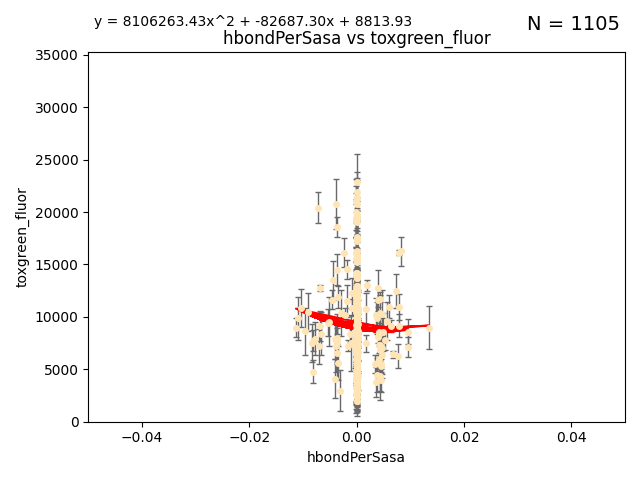 y = 8106263.43x^2 + -82687.30x + 8813.93
N = 1105
hbondPerSasa vs toxgreen_fluor
35000
30000
25000
20000
15000
10000
5000
0
toxgreen_fluor
−0.04
−0.02
0.00
0.02
0.04
hbondPerSasa